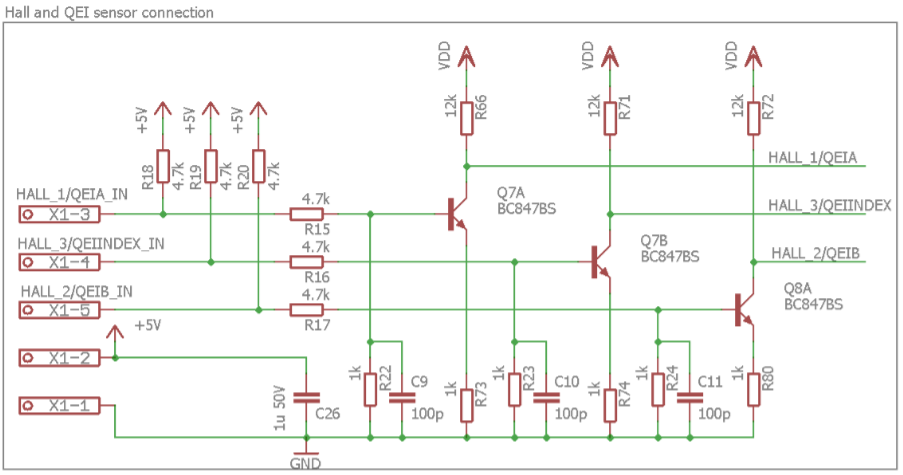 Hall and QEI sensor connection
VDD
VDD
VDD
12k
R66
12k
R71
12k
R72
+5V
+5V
+5V
R18
4.7k
R19
4.7k
R20
4.7k
HALL_1/QEIA
HALL_1/QEIA_IN
X1-3
4.7k
R15
Q7A
BC847BS
HALL_3/QEIINDEX
HALL_3/QEIINDEX_IN
X1-4
4.7k
R16
Q7B
BC847BS
HALL_2/QEIB
HALL_2/QEIB_IN
X1-5
4.7k
R17
Q8A
BC847BS
+5V
X1-2
X1-1
1u 50V
C26
1k
R22
C9
100p
1k
R73
1k
R23
C10
100p
1k
R74
1k
R24
C11
100p
1k
R80
GND